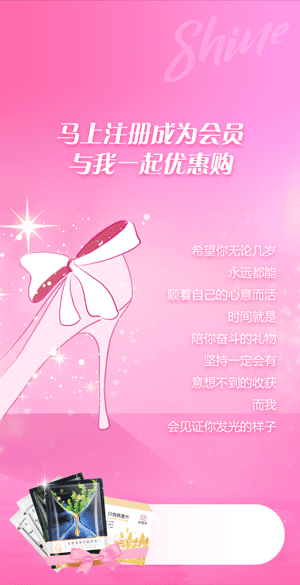 Shine
马上注册成为会员
与我一起优惠购
希望你无论几岁
永远都能
顺着自己的心意而活
时间就是
陪你奋斗的礼物
坚持一定会有
意想不到的收获
而我
会见证你发光的样子